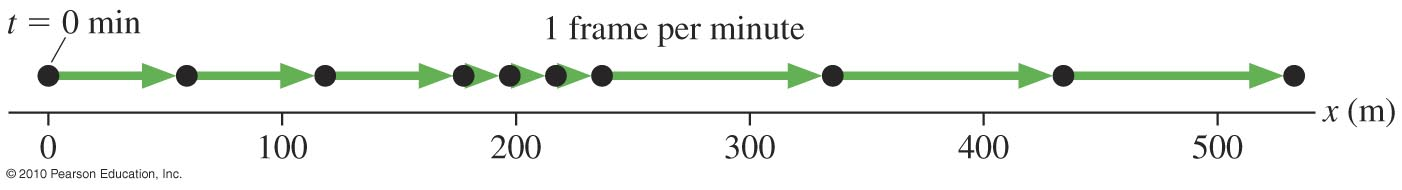 t = 0 min
1 frame per minute
x (m)
0 100 200 300 400 500
© 2010 Pearson Education, Inc.